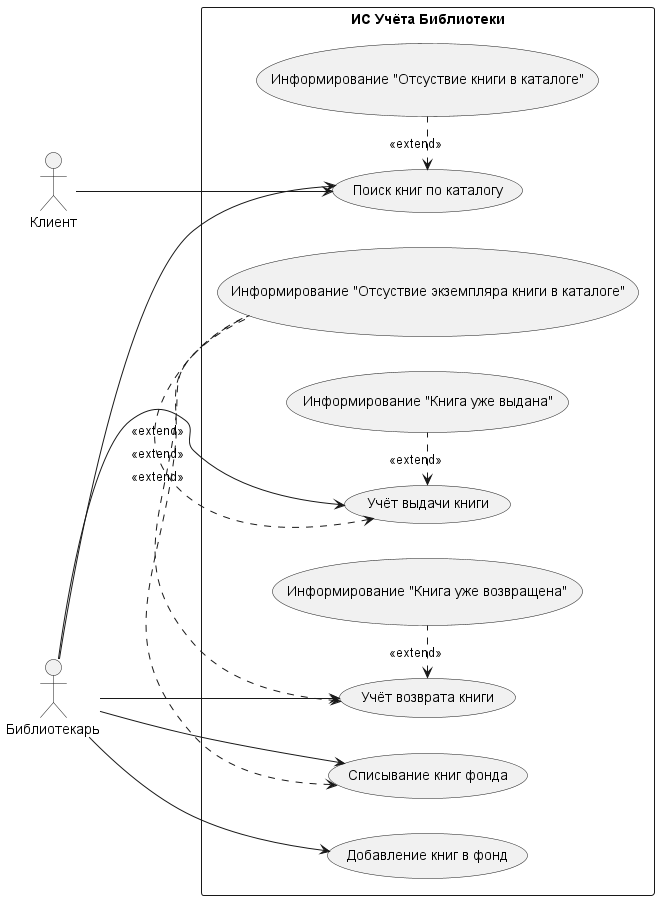 ИС Учёта Библиотеки
Информирование "Отсуствие книги в каталоге"
«extend»
Поиск книг по каталогу
Клиент
Информирование "Отсуствие экземпляра книги в каталоге"
Информирование "Книга уже выдана"
«extend»
«extend»
«extend»
«extend»
Учёт выдачи книги
Информирование "Книга уже возвращена"
«extend»
Учёт возврата книги
Библиотекарь
Списывание книг фонда
Добавление книг в фонд